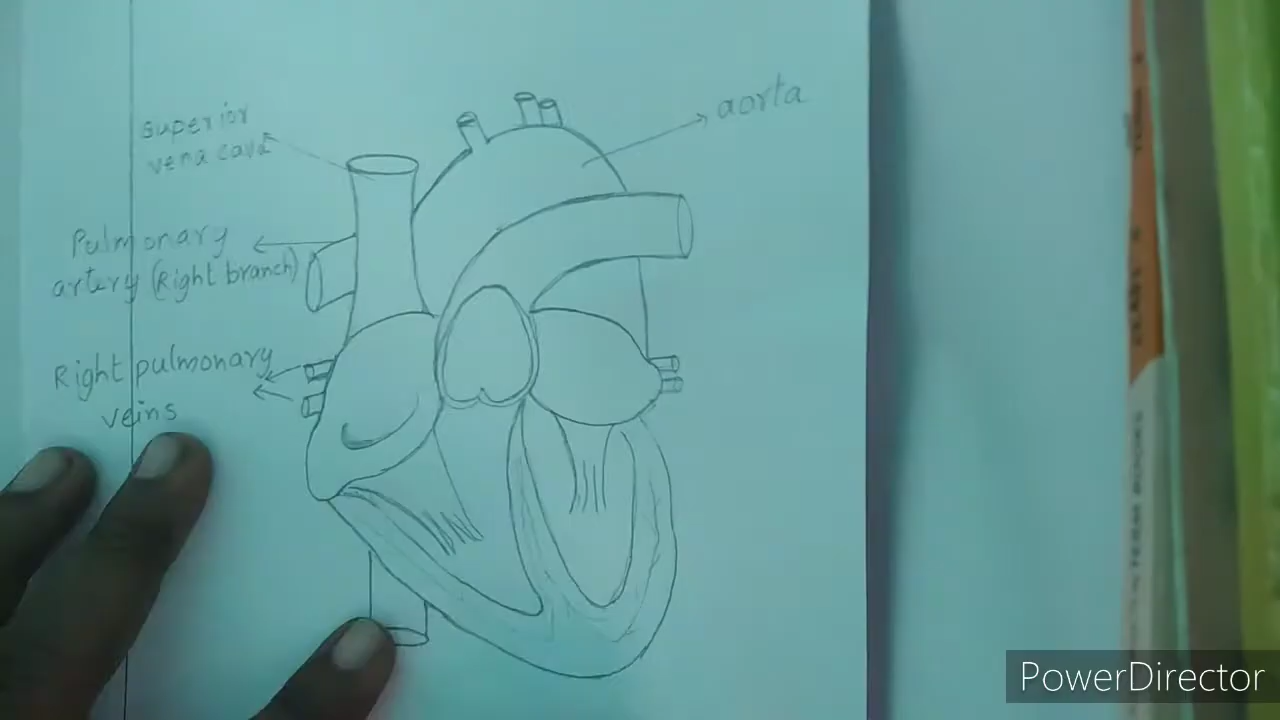 superior
vena cava
aorta
Pulmonary
artery (Right branch)
Right pulmonary
veins
PowerDirector